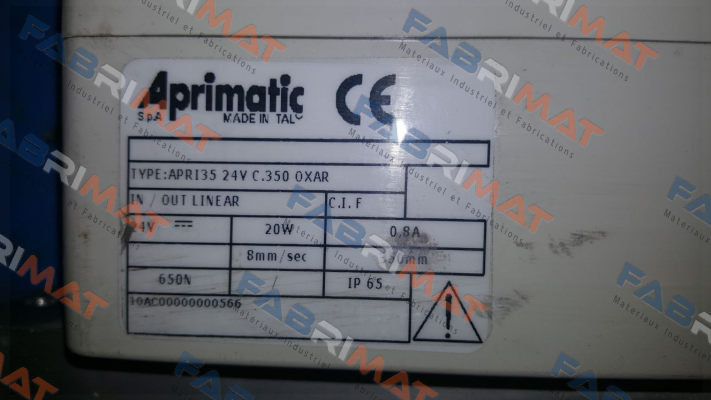 Aprimatic
S.p.A. MADE IN ITALY
CE
TYPE:APRI35 24V C.350 OXAR
IN / OUT LINEAR C.I.F
24V 20W 0,8A
8mm/sec
650N / IP 65
10AC00000000566
FABRIMAT
Materiaux Industriel et Fabrications